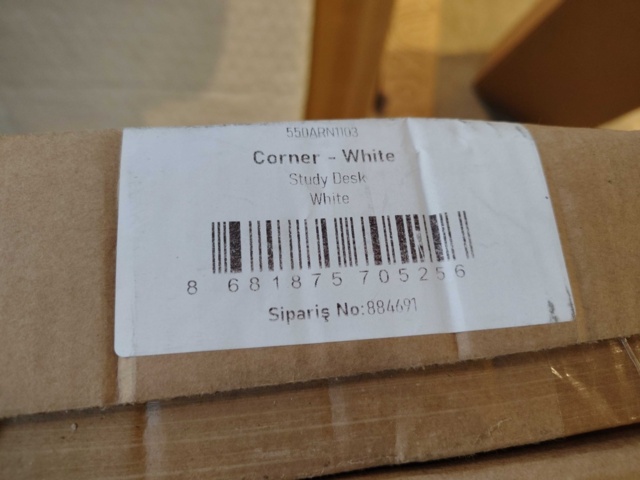 550ARN1103
Corner - White
Study Desk
White
8 681875 705256
Sipariş No:884691